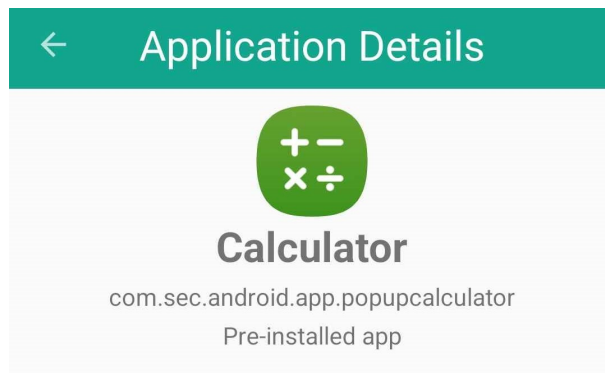 Application Details
Calculator
com.sec.android.app.popupcalculator
Pre-installed app